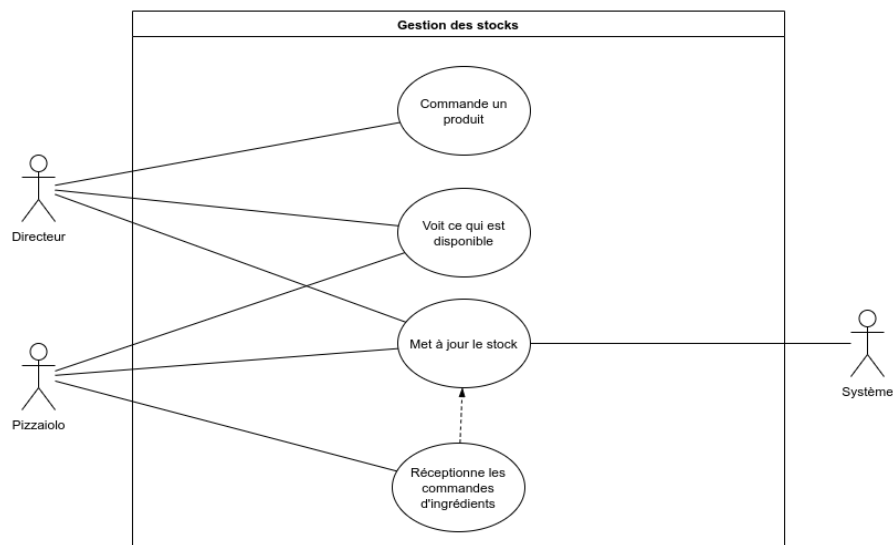 Gestion des stocks
Commande un
produit
Directeur
Voit ce qui est
disponible
Met à jour le stock
Système
Pizzaiolo
Réceptionne les
commandes
d'ingrédients